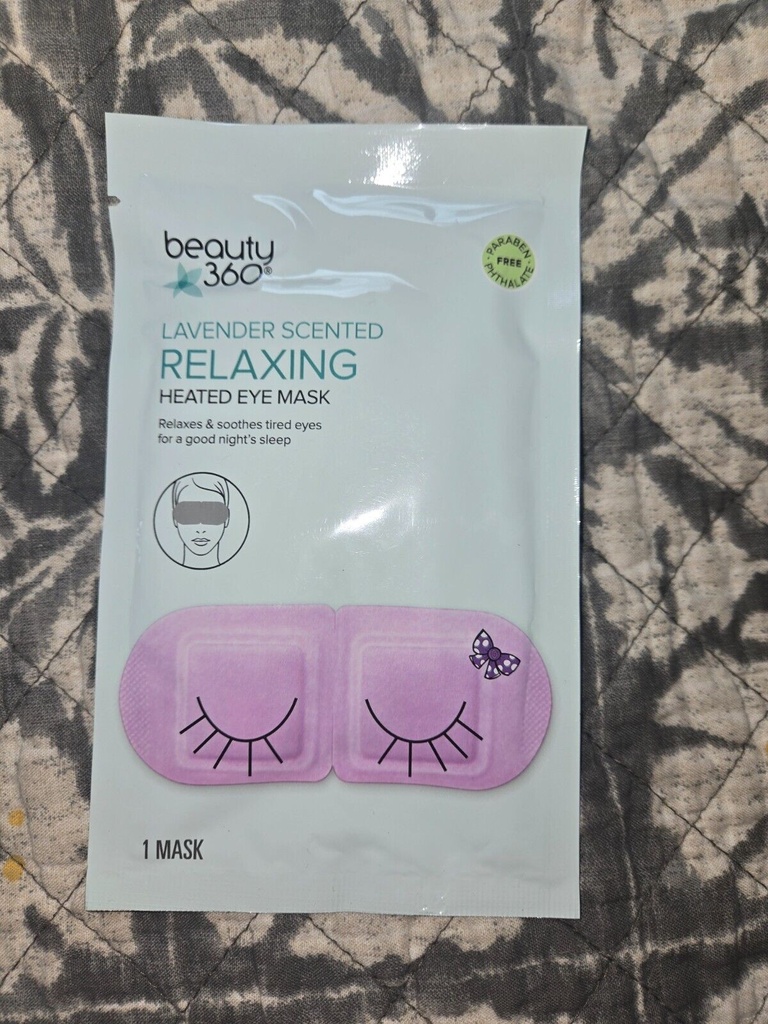 beauty
360®
PARABEN
FREE
PHTHALATE
LAVENDER SCENTED
RELAXING
HEATED EYE MASK
Relaxes & soothes tired eyes
for a good night's sleep
1 MASK